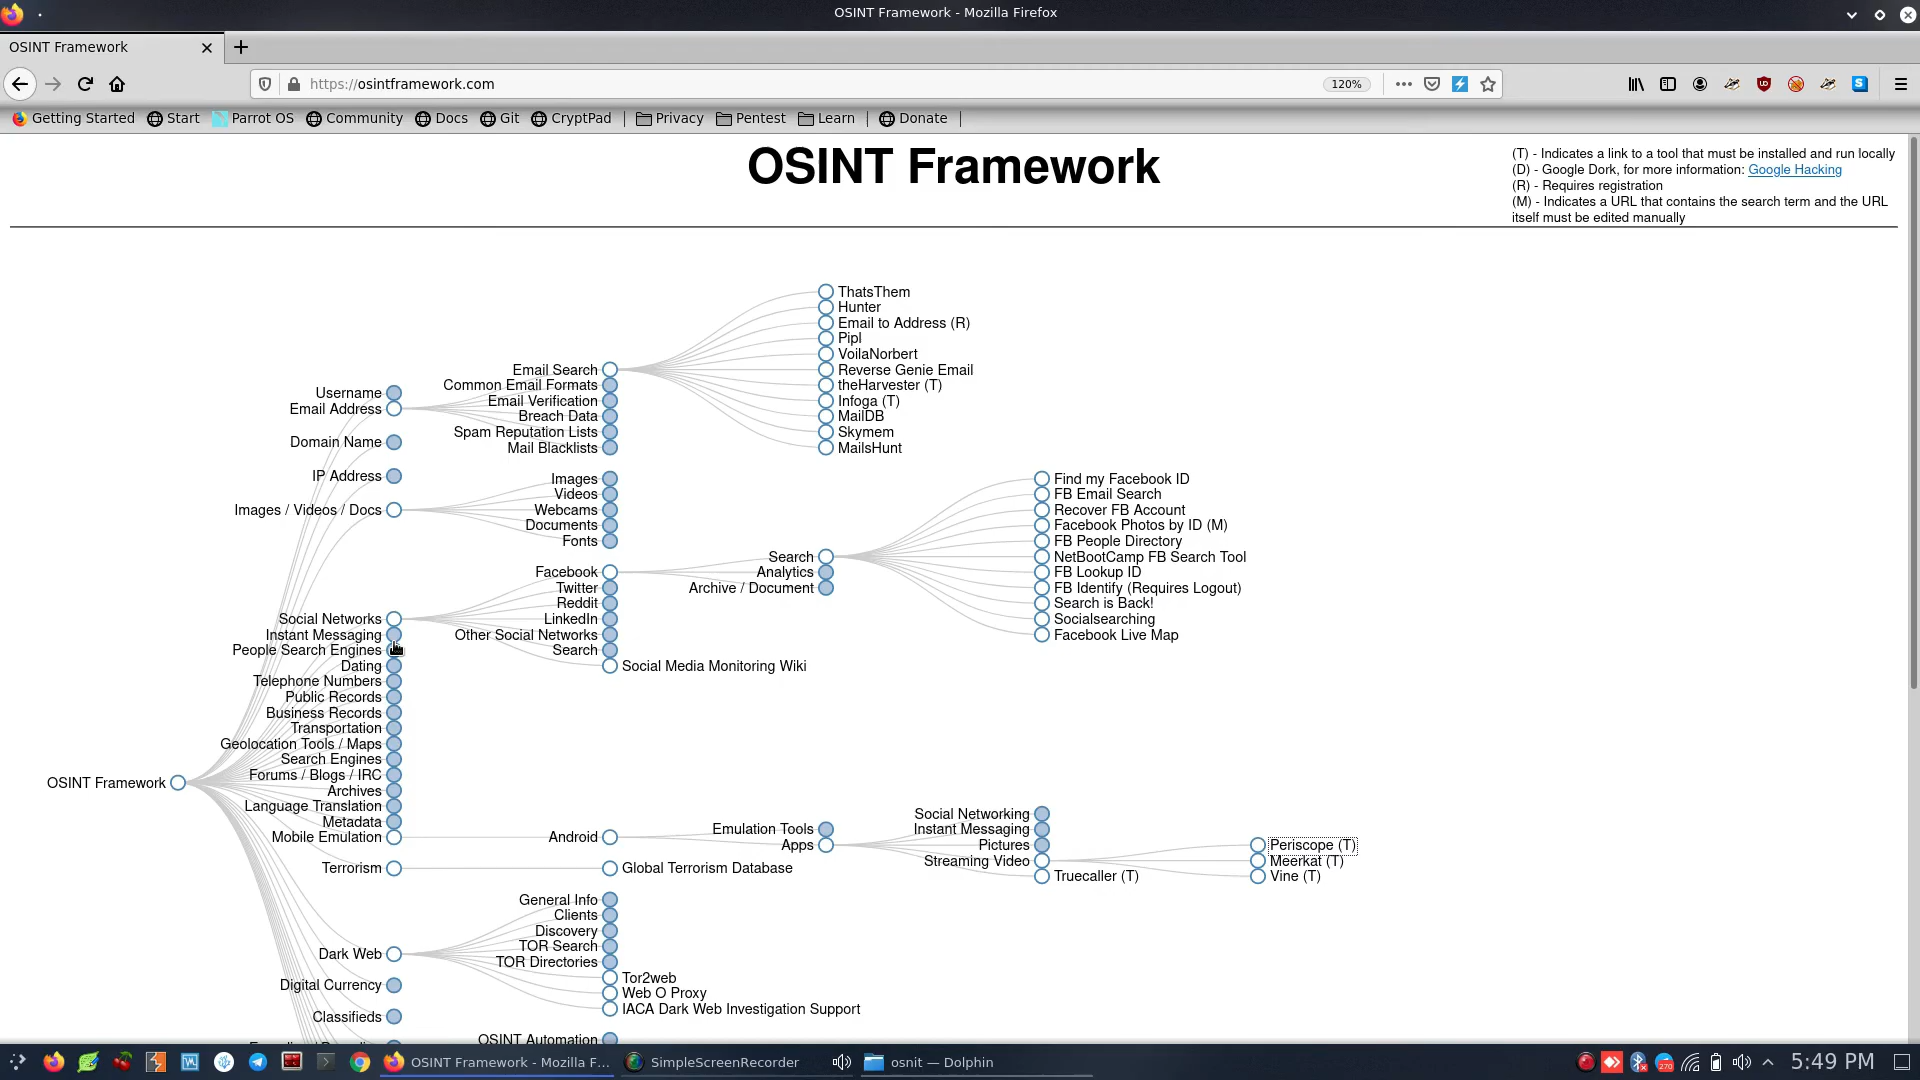 OSINT Framework - Mozilla Firefox
OSINT Framework
https://osintframework.com
120%
Getting Started
Start
Parrot OS
Community
Docs
Git
CryptPad
Privacy
Pentest
Learn
Donate
OSINT Framework
(T) - Indicates a link to a tool that must be installed and run locally
(D) - Google Dork, for more information: Google Hacking
(R) - Requires registration
(M) - Indicates a URL that contains the search term and the URL
itself must be edited manually
OSINT Framework
Username
Email Address
Domain Name
IP Address
Images / Videos / Docs
Social Networks
Instant Messaging
People Search Engines
Dating
Telephone Numbers
Public Records
Business Records
Transportation
Geolocation Tools / Maps
Search Engines
Forums / Blogs / IRC
Archives
Language Translation
Metadata
Mobile Emulation
Terrorism
Dark Web
Digital Currency
Classifieds
Email Search
Common Email Formats
Email Verification
Breach Data
Spam Reputation Lists
Mail Blacklists
Images
Videos
Webcams
Documents
Fonts
Facebook
Twitter
Reddit
LinkedIn
Other Social Networks
Search
Social Media Monitoring Wiki
Android
Global Terrorism Database
General Info
Clients
Discovery
TOR Search
TOR Directories
Tor2web
Web O Proxy
IACA Dark Web Investigation Support
OSINT Automation
ThatsThem
Hunter
Email to Address (R)
Pipl
VoilaNorbert
Reverse Genie Email
theHarvester (T)
Infoga (T)
MailDB
Skymem
MailsHunt
Search
Analytics
Archive / Document
Emulation Tools
Apps
Find my Facebook ID
FB Email Search
Recover FB Account
Facebook Photos by ID (M)
FB People Directory
NetBootCamp FB Search Tool
FB Lookup ID
FB Identify (Requires Logout)
Search is Back!
Socialsearching
Facebook Live Map
Social Networking
Instant Messaging
Pictures
Streaming Video
Truecaller (T)
Periscope (T)
Meerkat (T)
Vine (T)
OSINT Framework - Mozilla F...
SimpleScreenRecorder
osnit — Dolphin
270
5:49 PM